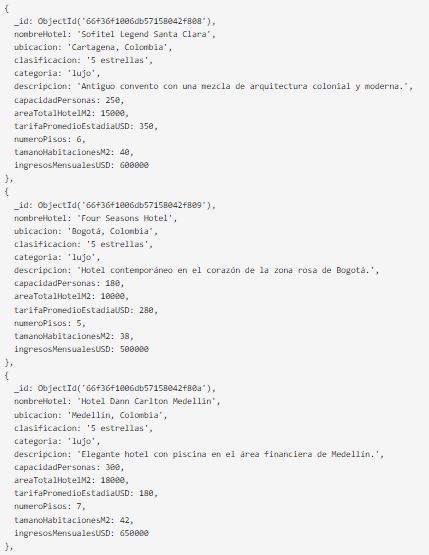 {
_id: ObjectId('66f36f1006db57158042f808'),
nombreHotel: 'Sofitel Legend Santa Clara',
ubicacion: 'Cartagena, Colombia',
clasificacion: '5 estrellas',
categoria: 'lujo',
descripcion: 'Antiguo convento con una mezcla de arquitectura colonial y moderna.',
capacidadPersonas: 250,
areaTotalHotelM2: 15000,
tarifaPromedioEstadiaUSD: 350,
numeroPisos: 6,
tamanoHabitacionesM2: 40,
ingresosMensualesUSD: 600000
},
{
_id: ObjectId('66f36f1006db57158042f809'),
nombreHotel: 'Four Seasons Hotel',
ubicacion: 'Bogotá, Colombia',
clasificacion: '5 estrellas',
categoria: 'lujo',
descripcion: 'Hotel contemporáneo en el corazón de la zona rosa de Bogotá.',
capacidadPersonas: 180,
areaTotalHotelM2: 10000,
tarifaPromedioEstadiaUSD: 280,
numeroPisos: 5,
tamanoHabitacionesM2: 38,
ingresosMensualesUSD: 500000
},
{
_id: ObjectId('66f36f1006db57158042f80a'),
nombreHotel: 'Hotel Dann Carlton Medellín',
ubicacion: 'Medellín, Colombia',
clasificacion: '5 estrellas',
categoria: 'lujo',
descripcion: 'Elegante hotel con piscina en el área financiera de Medellín.',
capacidadPersonas: 300,
areaTotalHotelM2: 18000,
tarifaPromedioEstadiaUSD: 180,
numeroPisos: 7,
tamanoHabitacionesM2: 42,
ingresosMensualesUSD: 650000
},